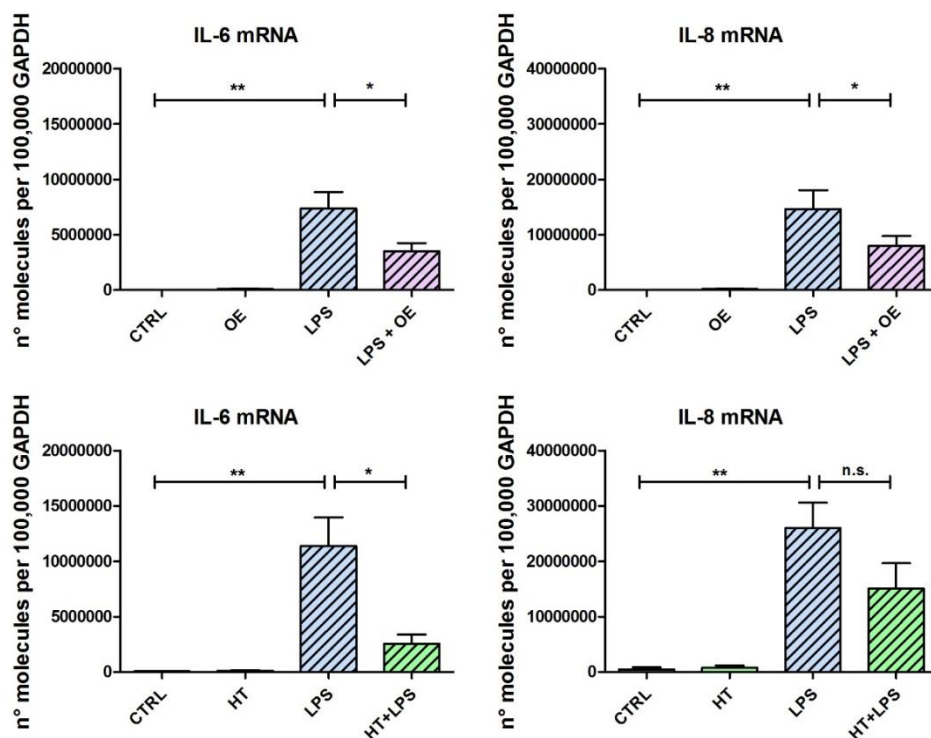 IL-6 mRNA
n° molecules per 100,000 GAPDH
20000000
15000000
10000000
5000000
0
**
*
CTRL
OE
LPS
LPS + OE
IL-8 mRNA
n° molecules per 100,000 GAPDH
40000000
30000000
20000000
10000000
0
**
*
CTRL
OE
LPS
LPS + OE
IL-6 mRNA
n° molecules per 100,000 GAPDH
20000000
15000000
10000000
5000000
0
**
*
CTRL
HT
LPS
HT+LPS
IL-8 mRNA
n° molecules per 100,000 GAPDH
40000000
30000000
20000000
10000000
0
**
n.s.
CTRL
HT
LPS
HT+LPS